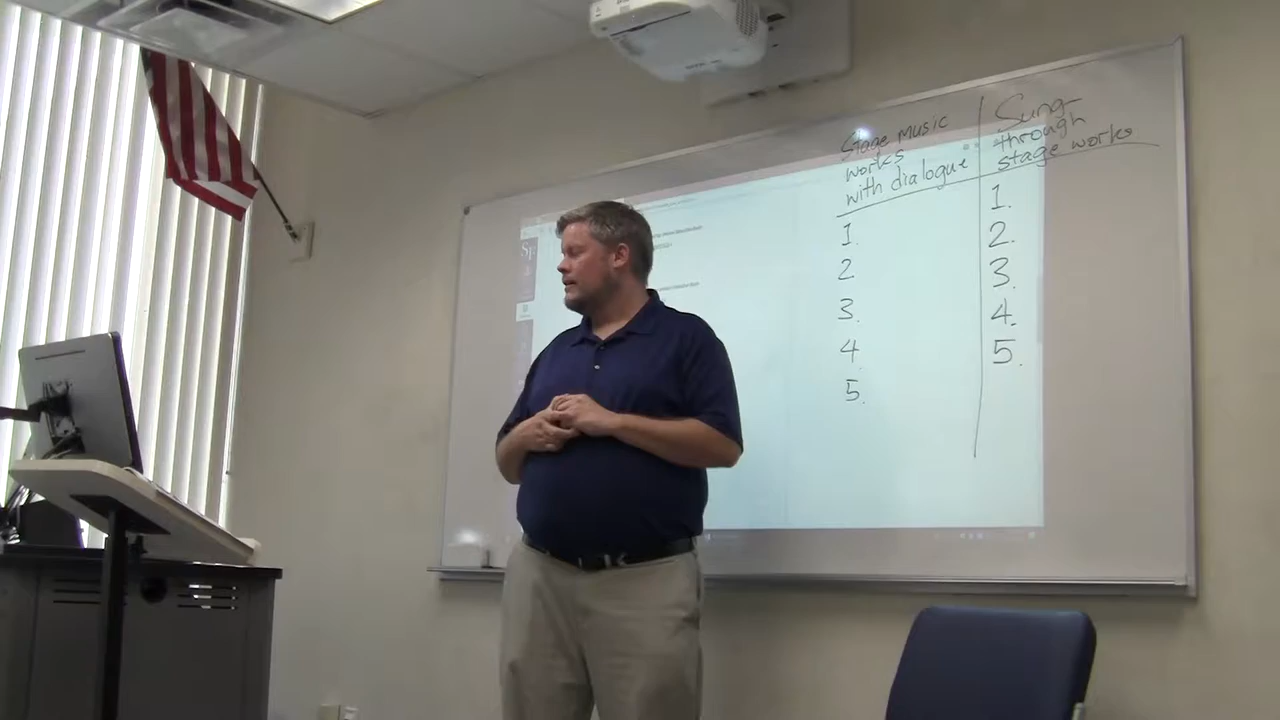 Stage music
works
with dialogue
1.
2
3.
4
5.
Sung-
through
stage works
1.
2.
3.
4.
5.